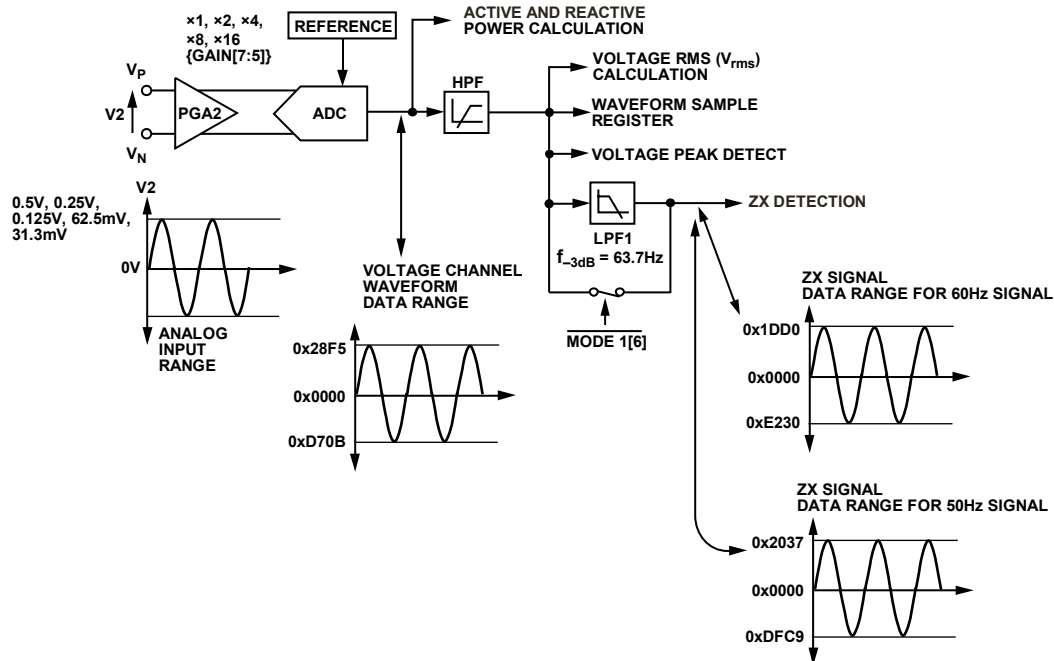 ×1, ×2, ×4,
×8, ×16
{GAIN[7:5]}
REFERENCE
ACTIVE AND REACTIVE
POWER CALCULATION
VP
V2
VN
PGA2
ADC
HPF
VOLTAGE RMS (Vrms)
CALCULATION
WAVEFORM SAMPLE
REGISTER
VOLTAGE PEAK DETECT
ZX DETECTION
LPF1
f–3dB = 63.7Hz
MODE 1[6]
V2
0.5V, 0.25V,
0.125V, 62.5mV,
31.3mV
0V
ANALOG
INPUT
RANGE
VOLTAGE CHANNEL
WAVEFORM
DATA RANGE
0x28F5
0x0000
0xD70B
ZX SIGNAL
DATA RANGE FOR 60Hz SIGNAL
0x1DD0
0x0000
0xE230
ZX SIGNAL
DATA RANGE FOR 50Hz SIGNAL
0x2037
0x0000
0xDFC9